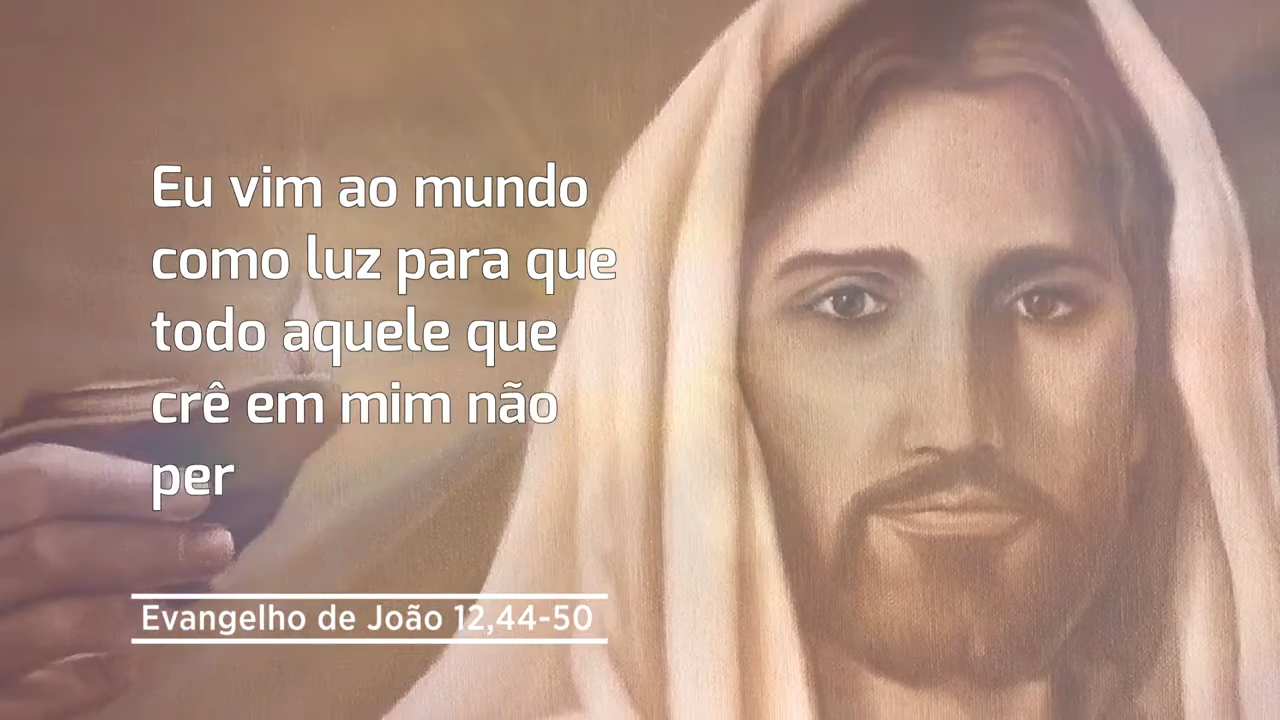 Eu vim ao mundo
como luz para que
todo aquele que
crê em mim não
per
Evangelho de João 12,44-50